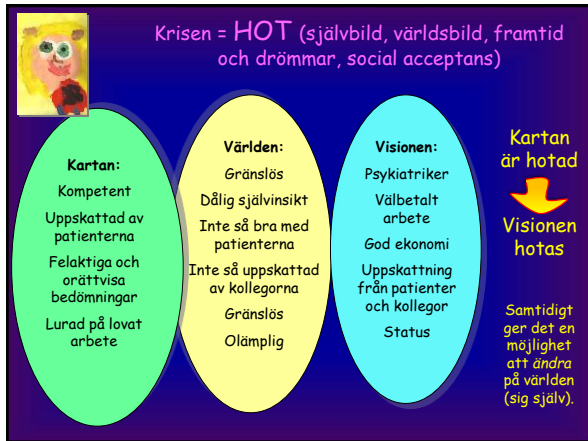 Krisen = HOT (självbild, världsbild, framtid
och drömmar, social acceptans)
Kartan:
Kompetent
Uppskattad av
patienterna
Felaktiga och
orättvisa
bedömningar
Lurad på lovat
arbete
Världen:
Gränslös
Dålig självinsikt
Inte så bra med
patienterna
Inte så uppskattad
av kollegorna
Gränslös
Olämplig
Visionen:
Psykiatriker
Välbetalt
arbete
God ekonomi
Uppskattning
från patienter
och kollegor
Status
Kartan
är hotad
Visionen
hotas
Samtidigt
ger det en
möjlighet
att ändra
på världen
(sig själv).